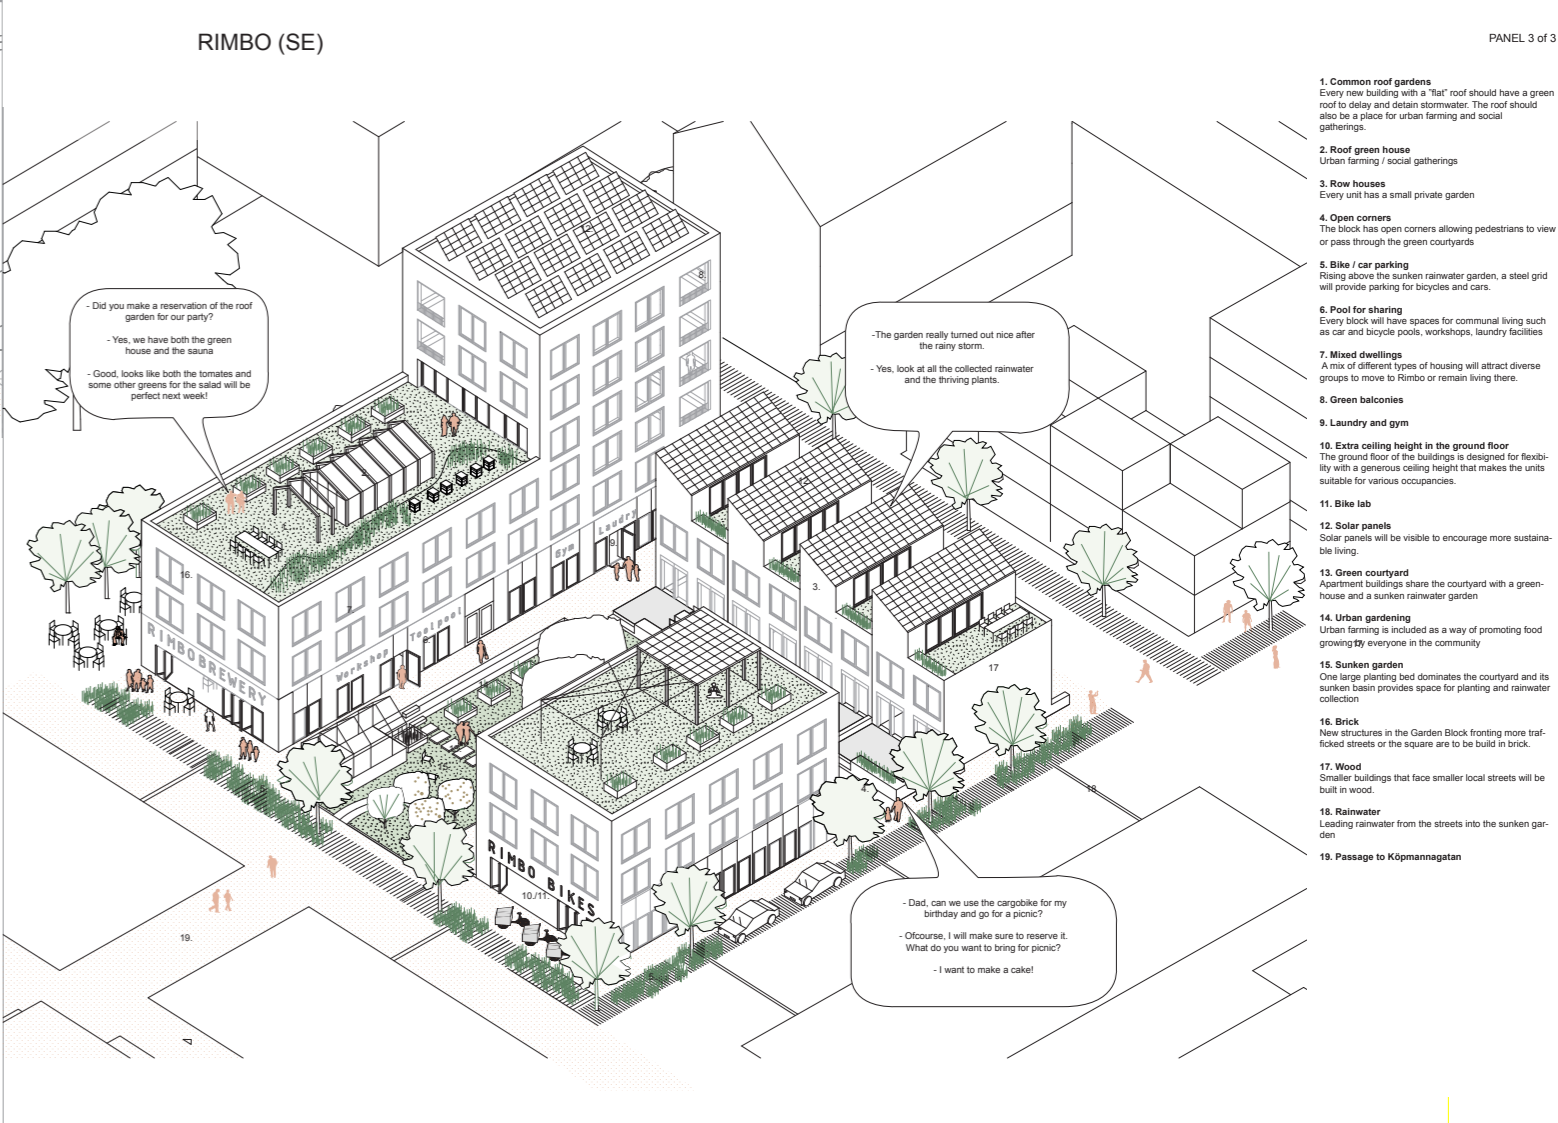 RIMBO (SE)
PANEL 3 of 3
1. Common roof gardens
Every new building with a "flat" roof should have a green
roof to delay and detain stormwater. The roof should
also be a place for urban farming and social
gatherings.
2. Roof green house
Urban farming / social gatherings
3. Row houses
Every unit has a small private garden
4. Open corners
The block has open corners allowing pedestrians to view
or pass through the green courtyards
5. Bike / car parking
Rising above the sunken rainwater garden, a steel grid
will provide parking for bicycles and cars.
6. Pool for sharing
Every block will have spaces for communal living such
as car and bicycle pools, workshops, laundry facilities
7. Mixed dwellings
A mix of different types of housing will attract diverse
groups to move to Rimbo or remain living there.
8. Green balconies
9. Laundry and gym
10. Extra ceiling height in the ground floor
The ground floor of the buildings is designed for flexibi-
lity with a generous ceiling height that makes the units
suitable for various occupancies.
11. Bike lab
12. Solar panels
Solar panels will be visible to encourage more sustaina-
ble living.
13. Green courtyard
Apartment buildings share the courtyard with a green-
house and a sunken rainwater garden
14. Urban gardening
Urban farming is included as a way of promoting food
growing by everyone in the community
15. Sunken garden
One large planting bed dominates the courtyard and its
sunken basin provides space for planting and rainwater
collection
16. Brick
New structures in the Garden Block fronting more traf-
ficked streets or the square are to be build in brick.
17. Wood
Smaller buildings that face smaller local streets will be
built in wood.
18. Rainwater
Leading rainwater from the streets into the sunken gar-
den
19. Passage to Köpmannagatan
- Did you make a reservation of the roof
garden for our party?
- Yes, we have both the green
house and the sauna
- Good, looks like both the tomates and
some other greens for the salad will be
perfect next week!
-The garden really turned out nice after
the rainy storm.
- Yes, look at all the collected rainwater
and the thriving plants.
- Dad, can we use the cargobike for my
birthday and go for a picnic?
- Ofcourse, I will make sure to reserve it.
What do you want to bring for picnic?
- I want to make a cake!
12.
8.
2.
1.
12.
9.
Laudry
Gym
16.
7.
Toolpool
6.
Workshop
3.
17
RIMBO BREWERY
4.
18
RIMBO BIKES
10./11.
19.
5.